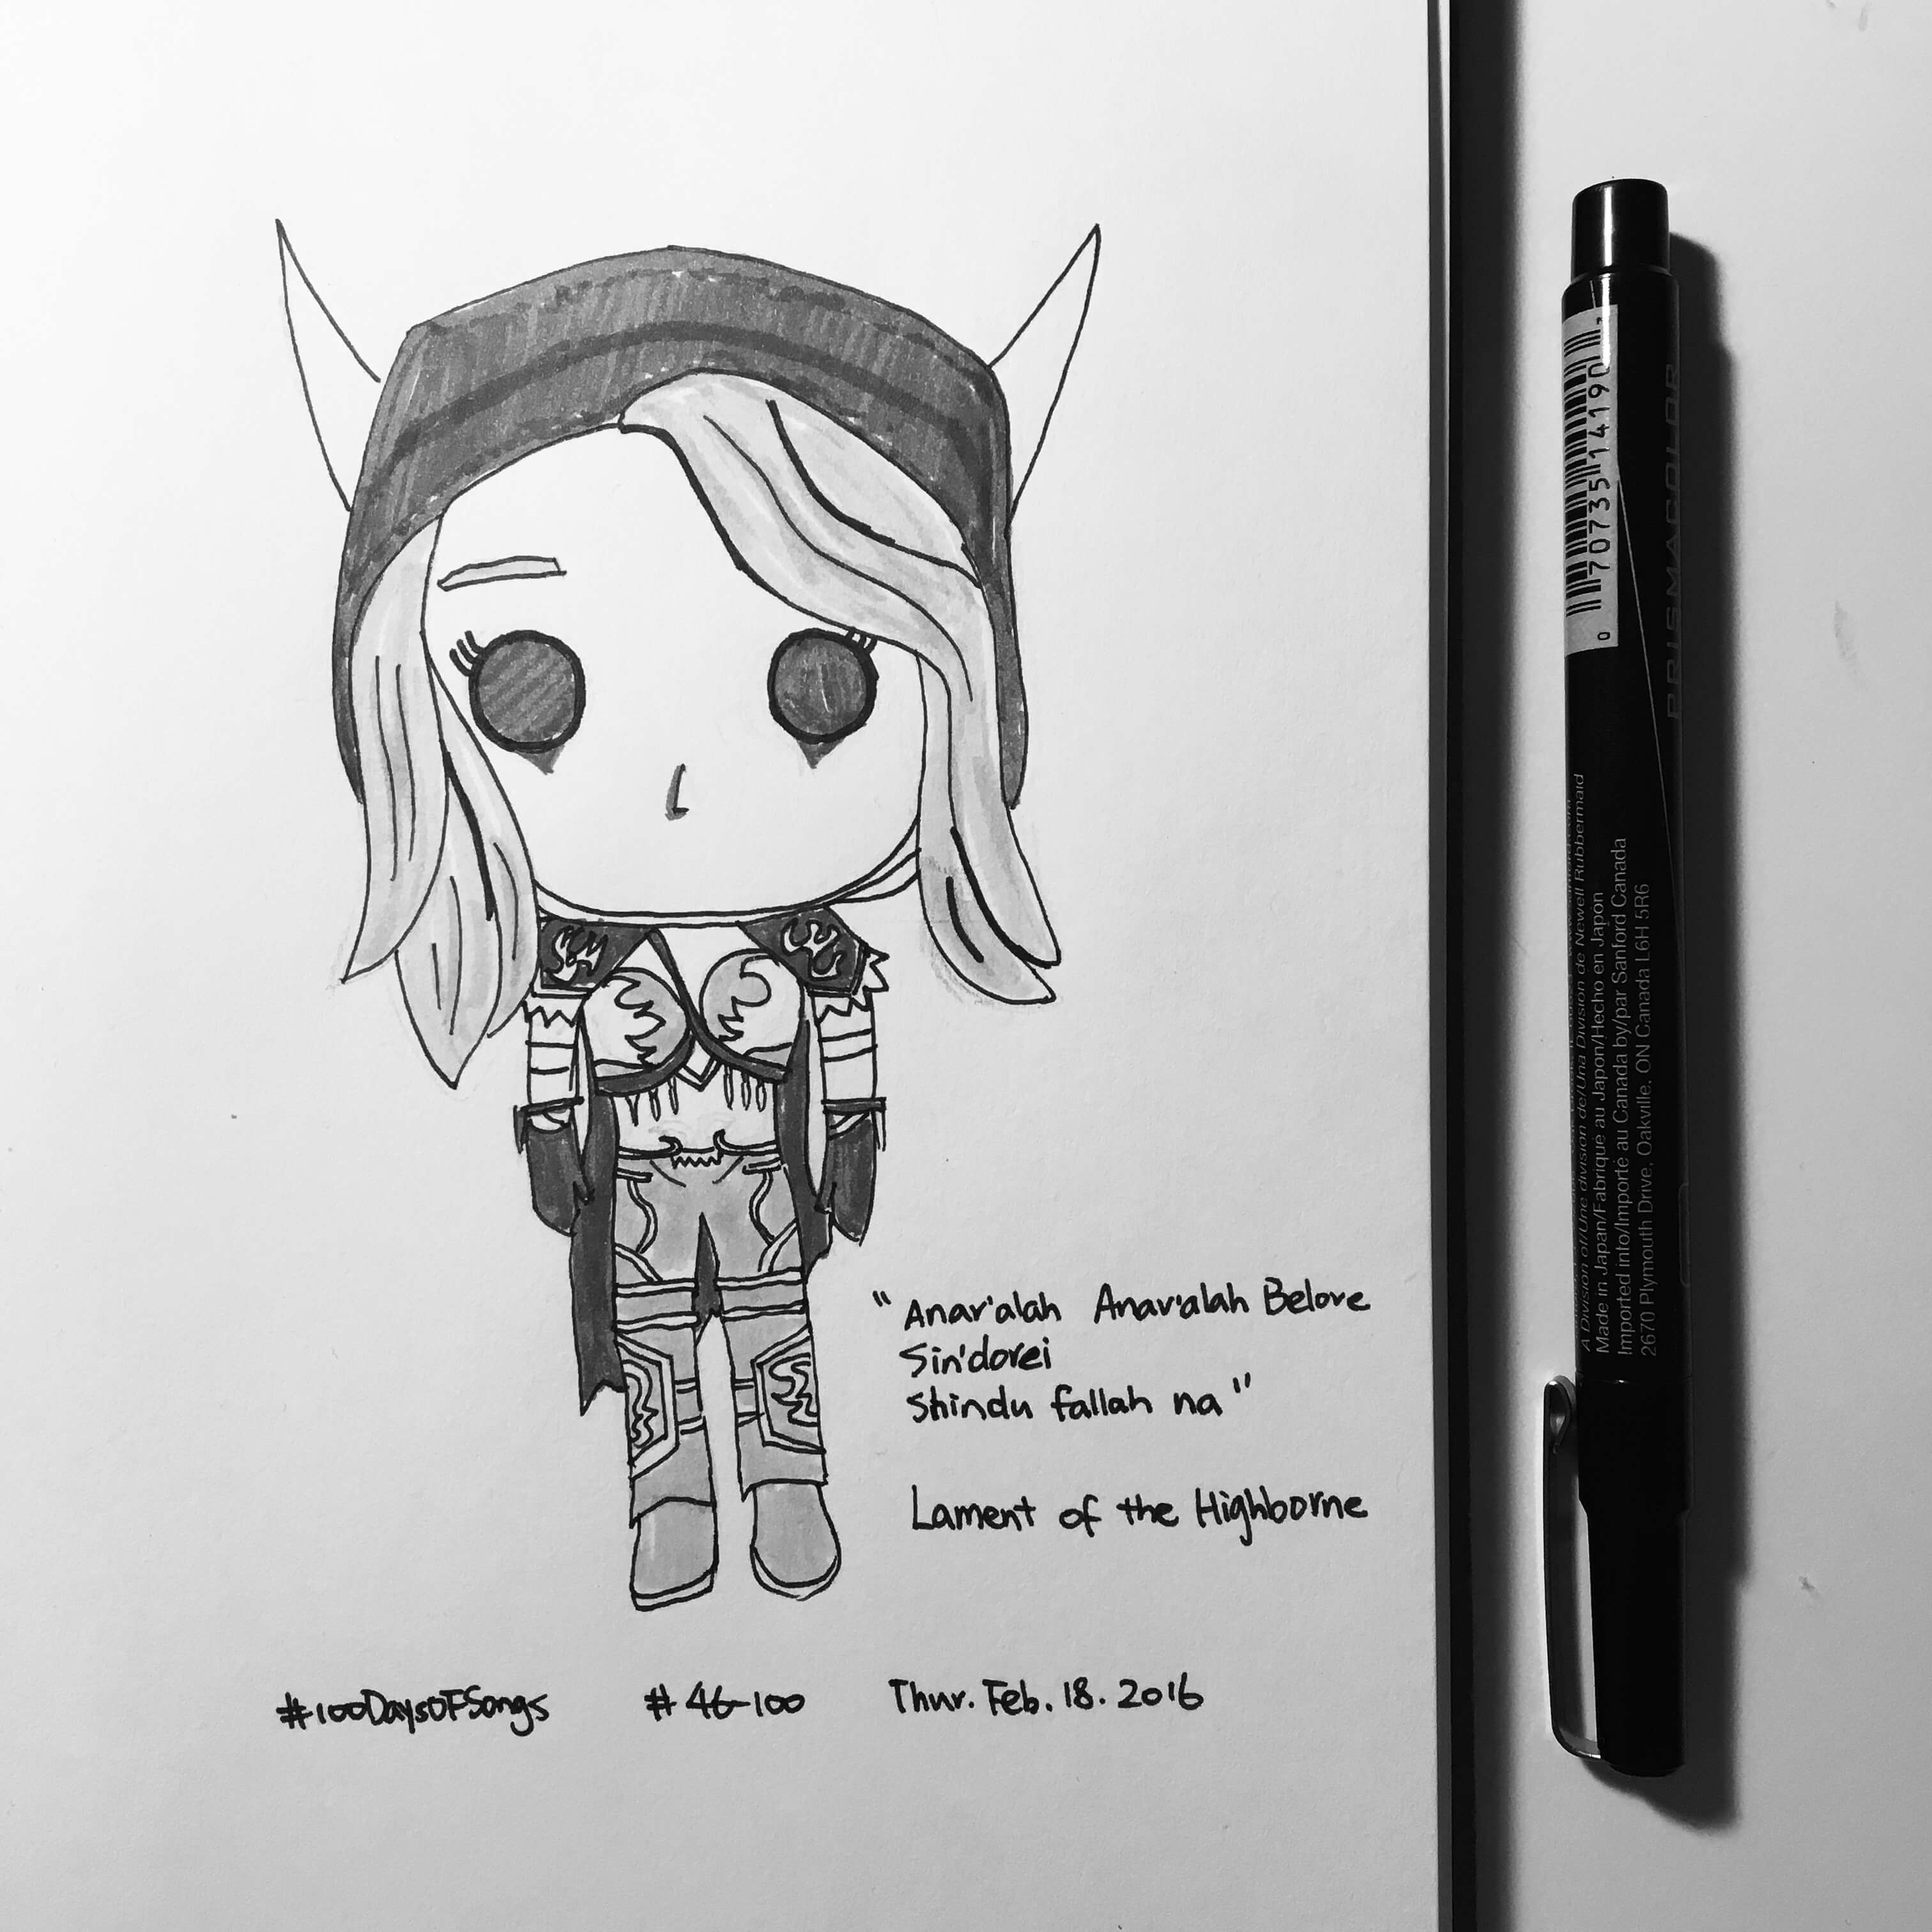 "Anar'alah Anar'alah Belore
Sin'dorei
Shindu fallah na"
Lament of the Highborne
#100DaysOfSongs #46-100 Thur. Feb. 18. 2016
0 70735 14190
PRISMACOLOR
A Division of/Une division de/Una División de Newell Rubbermaid
Made in Japan/Fabriqué au Japon/Hecho en Japon
Imported into/Importé au Canada by/par Sanford Canada
2670 Plymouth Drive, Oakville, ON Canada L6H 5R6